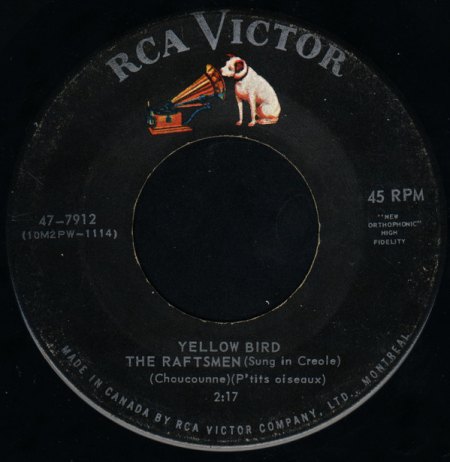 RCA VICTOR
47-7912
(10M2PW-1114)
45 RPM
"NEW
ORTHOPHONIC"
HIGH
FIDELITY
YELLOW BIRD
THE RAFTSMEN (Sung in Creole)
(Choucounne)(P'tits oiseaux)
2:17
MADE IN CANADA BY RCA VICTOR COMPANY, LTD., MONTREAL